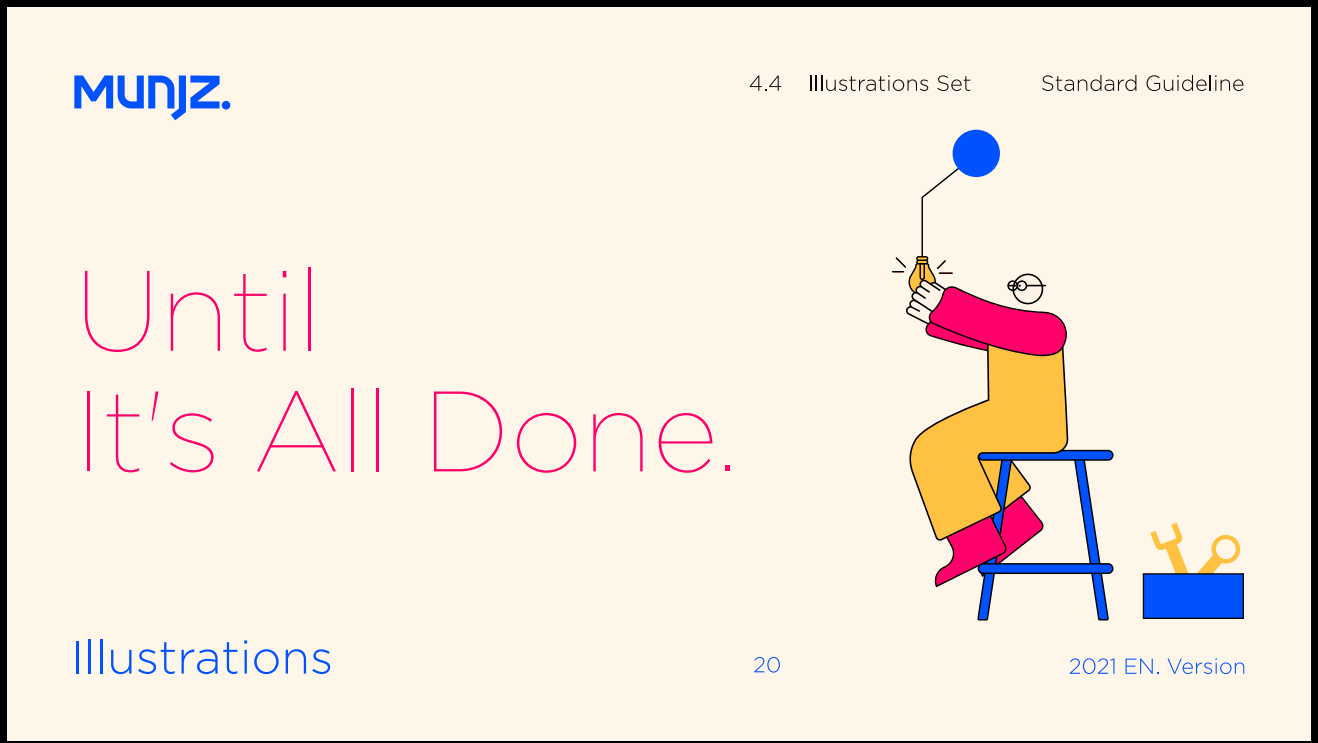 MUNJZ.
4.4 Illustrations Set Standard Guideline
Until
It's All Done.
Illustrations
20
2021 EN. Version